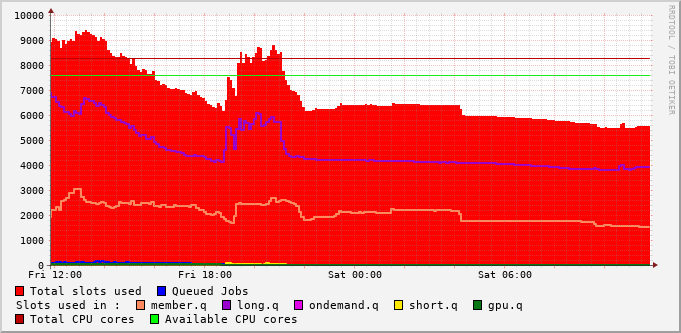 10000
9000
8000
7000
6000
5000
4000
3000
2000
1000
0
Fri 12:00 Fri 18:00 Sat 00:00 Sat 06:00
Total slots used Queued Jobs
Slots used in : member.q long.q ondemand.q short.q gpu.q
Total CPU cores Available CPU cores
RRDTOOL / TOBI OETIKER